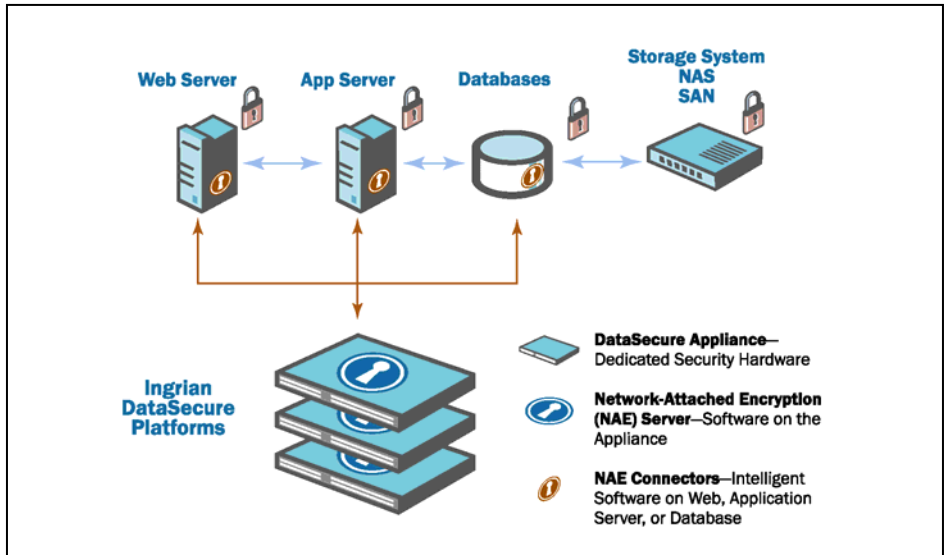 Web Server
App Server
Databases
Storage System
NAS
SAN
Ingrian
DataSecure
Platforms
DataSecure Appliance—
Dedicated Security Hardware
Network-Attached Encryption
(NAE) Server—Software on the
Appliance
NAE Connectors—Intelligent
Software on Web, Application
Server, or Database